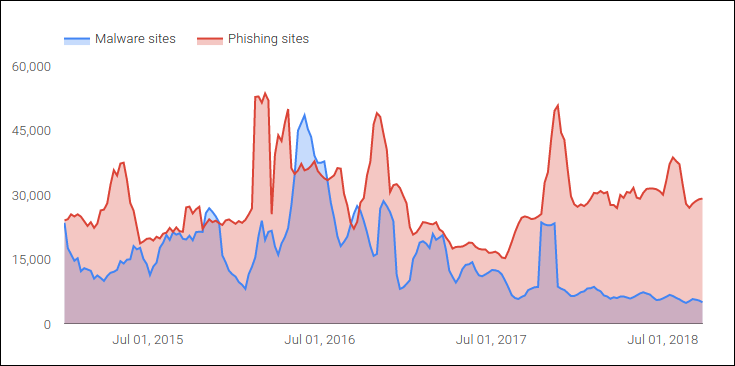 Malware sites Phishing sites
60,000
45,000
30,000
15,000
0
Jul 01, 2015 Jul 01, 2016 Jul 01, 2017 Jul 01, 2018